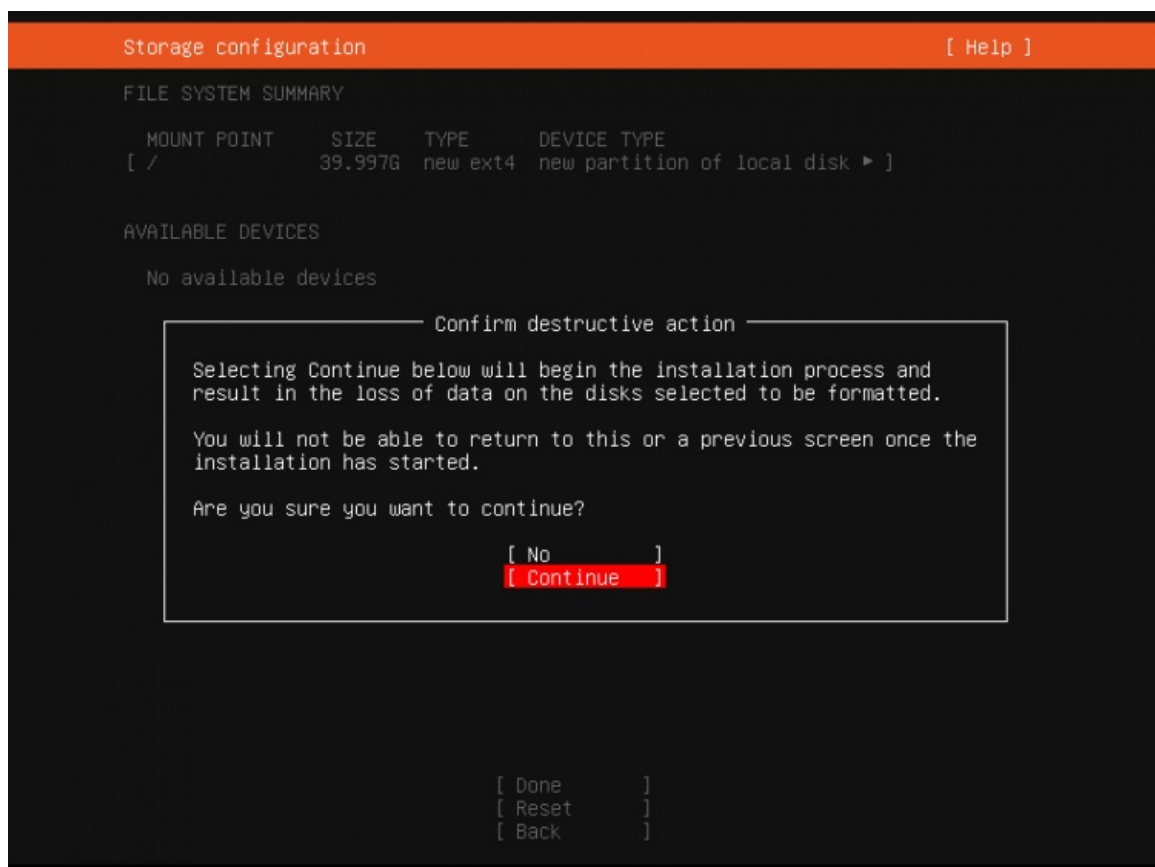 Storage configuration [ Help ]
FILE SYSTEM SUMMARY
MOUNT POINT SIZE TYPE DEVICE TYPE
[ / 39.997G new ext4 new partition of local disk ▸ ]
AVAILABLE DEVICES
No available devices
Confirm destructive action
Selecting Continue below will begin the installation process and
result in the loss of data on the disks selected to be formatted.
You will not be able to return to this or a previous screen once the
installation has started.
Are you sure you want to continue?
[ No ]
[ Continue ]
[ Done ]
[ Reset ]
[ Back ]